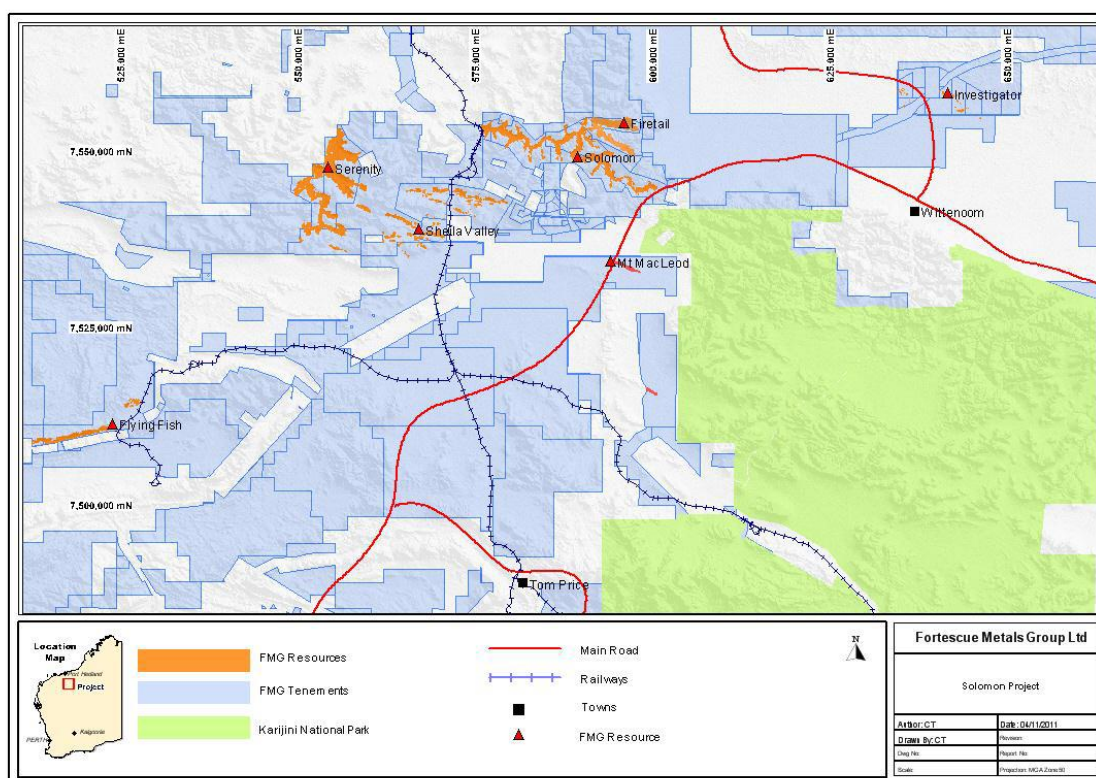 525,000 mE
550,000 mE
575,000 mE
600,000 mE
625,000 mE
650,000 mE
Investigator
Firetail
7,550,000 mN
Solomon
Serenity
Wittenoom
Sheila Valley
Mt MacLeod
7,525,000 mN
Flying Fish
7,500,000 mN
Tom Price
Location
Map
Port Hedland
Project
Kalgoorlie
PERTH
FMG Resources
FMG Tenements
Karijini National Park
Main Road
Railways
Towns
FMG Resource
N
Fortescue Metals Group Ltd
Solomon Project
Author: CT
Date: 04/11/2011
Drawn By: CT
Revision:
Dwg No:
Report No:
Scale:
Projection: MGA Zone 50